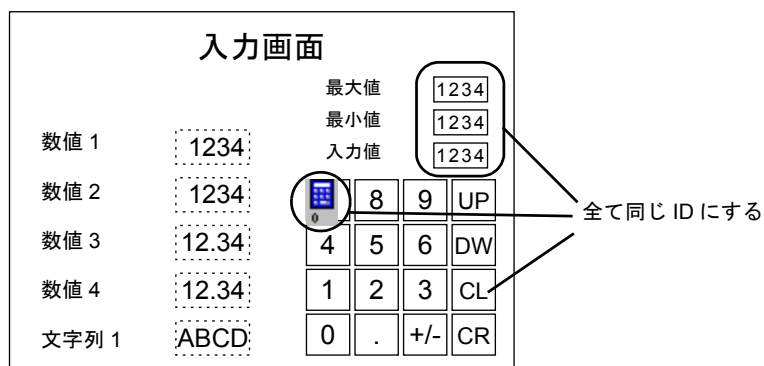 入力画面
最大値 1234
最小値 1234
入力値 1234
数値 1 1234
数値 2 1234
数値 3 12.34
数値 4 12.34
文字列 1 ABCD
0 8 9 UP
4 5 6 DW
1 2 3 CL
0 . +/- CR
全て同じ ID にする